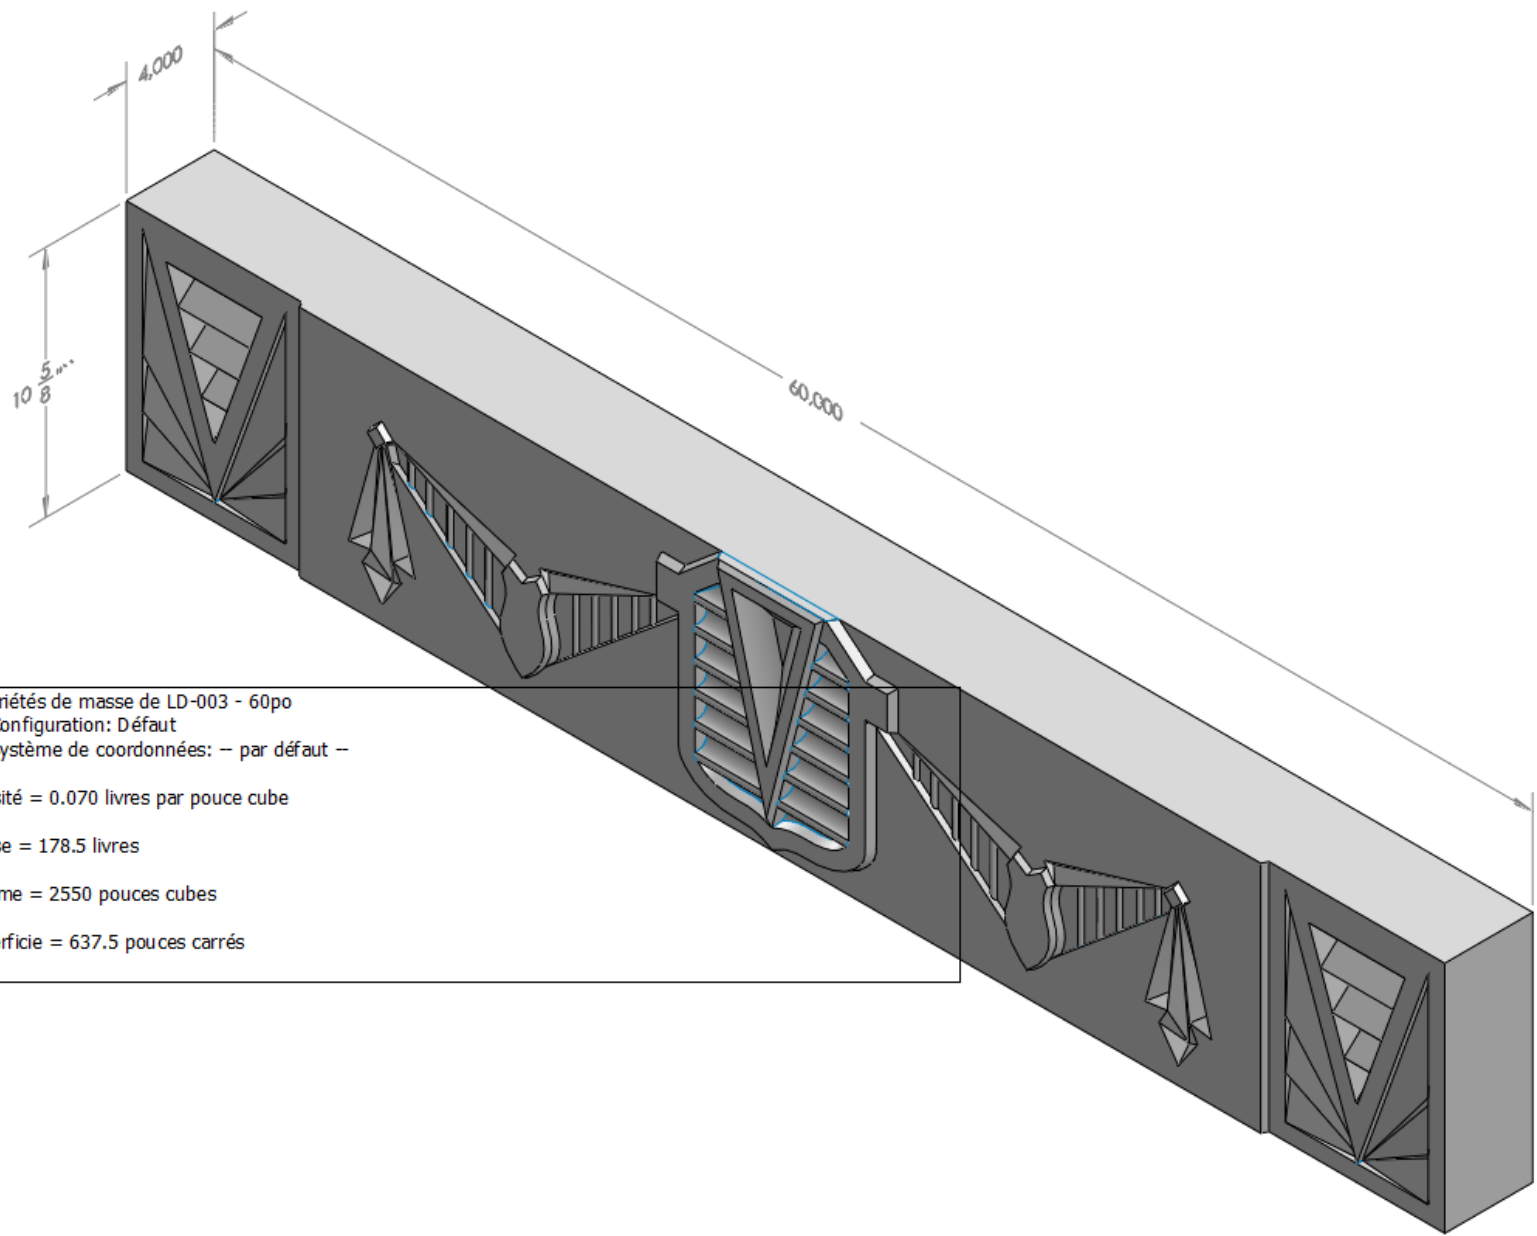 4,000
60,000
10 5/8"
riétés de masse de LD-003 - 60po
onfiguration: Défaut
ystème de coordonnées: -- par défaut --
sité = 0.070 livres par pouce cube
se = 178.5 livres
me = 2550 pouces cubes
rficie = 637.5 pouces carrés